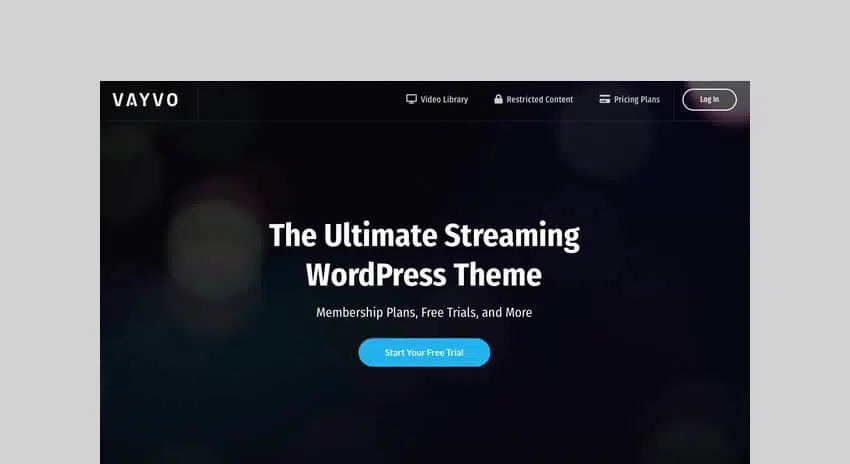 VAYVO
Video Library
Restricted Content
Pricing Plans
Log In
The Ultimate Streaming
WordPress Theme
Membership Plans, Free Trials, and More
Start Your Free Trial